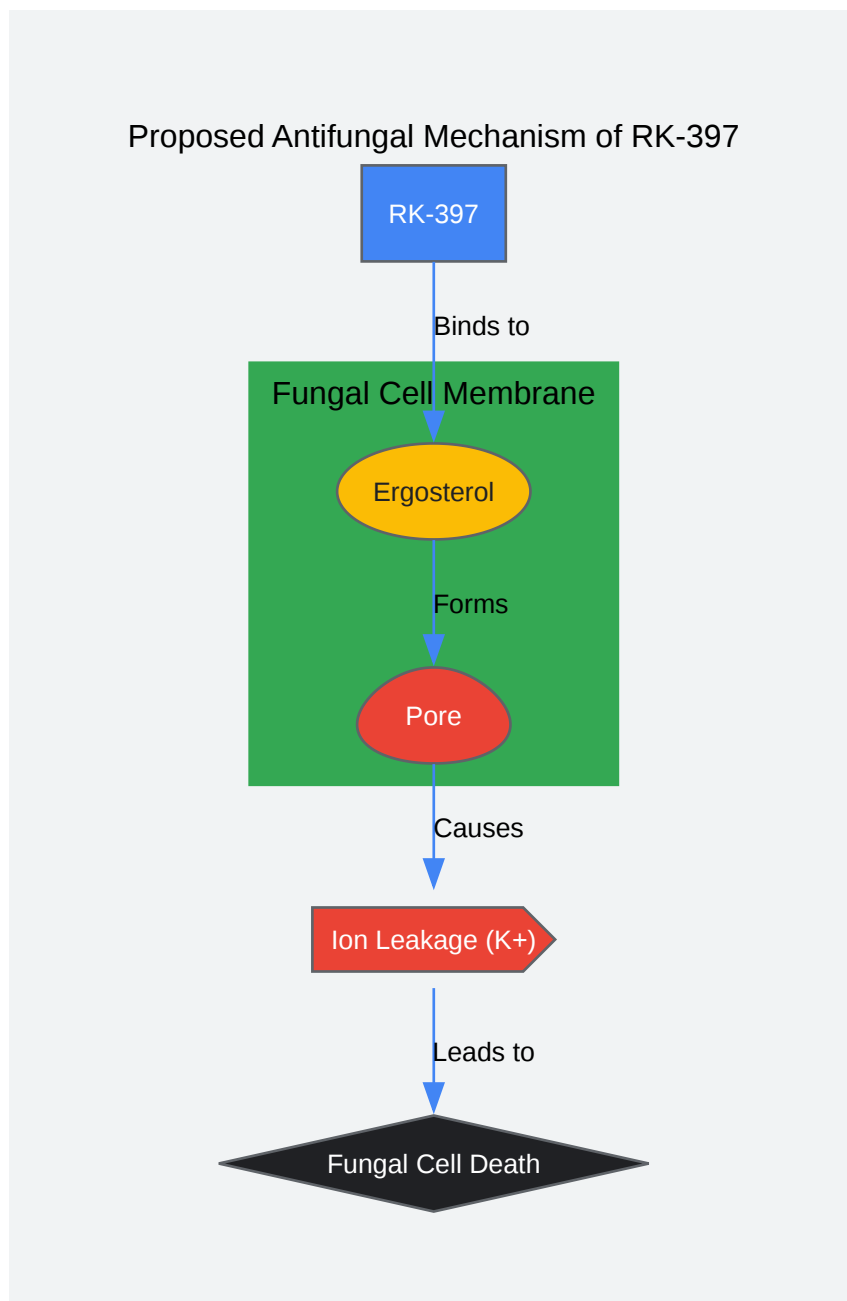 Proposed Antifungal Mechanism of RK-397
RK-397
Binds to
Fungal Cell Membrane
Ergosterol
Forms
Pore
Causes
Ion Leakage (K+)
Leads to
Fungal Cell Death